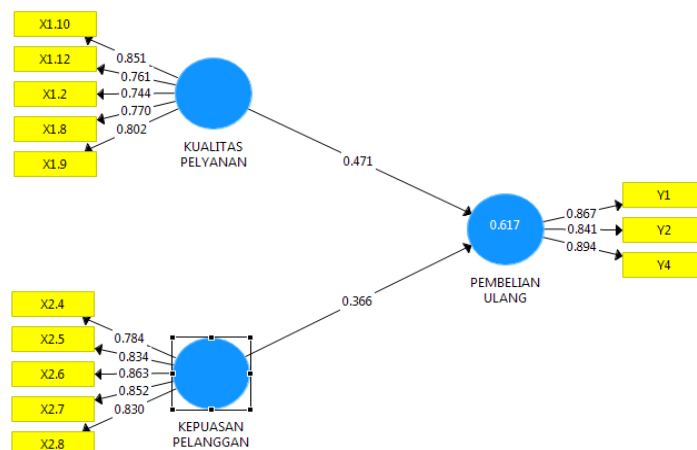 X1.10
X1.12
X1.2
X1.8
X1.9
0.851
0.761
0.744
0.770
0.802
KUALITAS
PELYANAN
0.471
0.617
PEMBELIAN
ULANG
0.867
0.841
0.894
Y1
Y2
Y4
0.366
X2.4
X2.5
X2.6
X2.7
X2.8
0.784
0.834
0.863
0.852
0.830
KEPUASAN
PELANGGAN